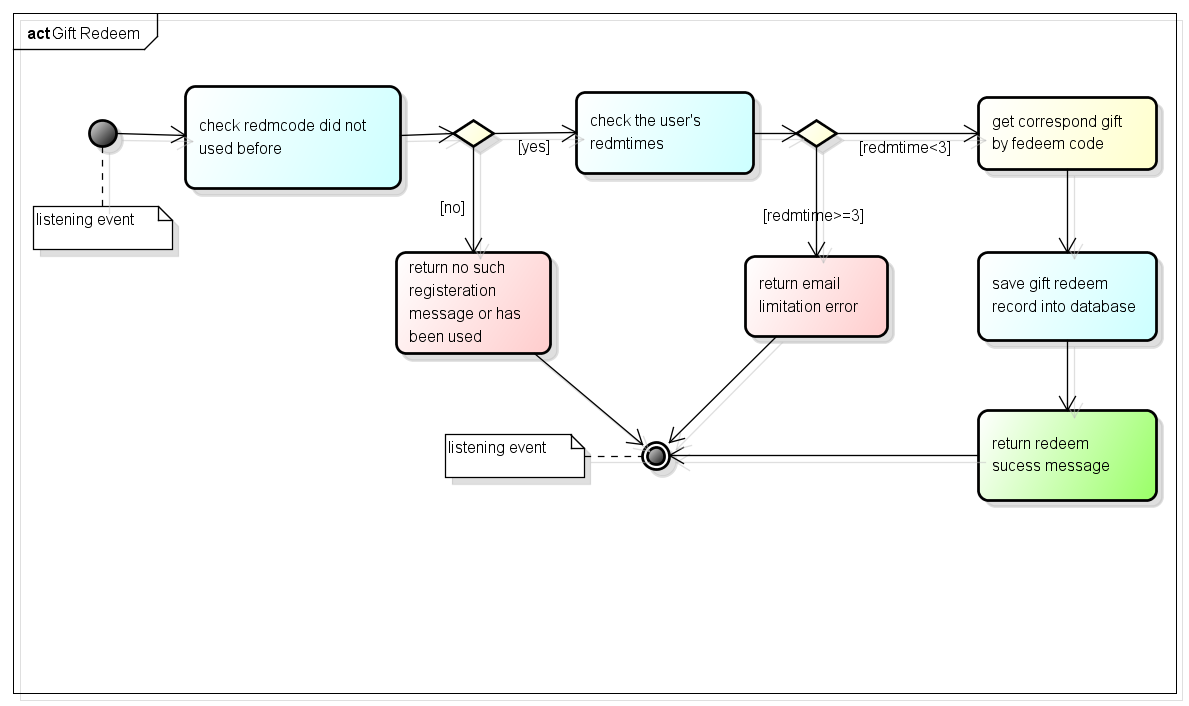 act Gift Redeem
check redmcode did not
used before
[yes]
check the user's
redmtimes
[redmtime<3]
get correspond gift
by fedeem code
listening event
[no]
[redmtime>=3]
return no such
registeration
message or has
been used
return email
limitation error
save gift redeem
record into database
listening event
return redeem
sucess message